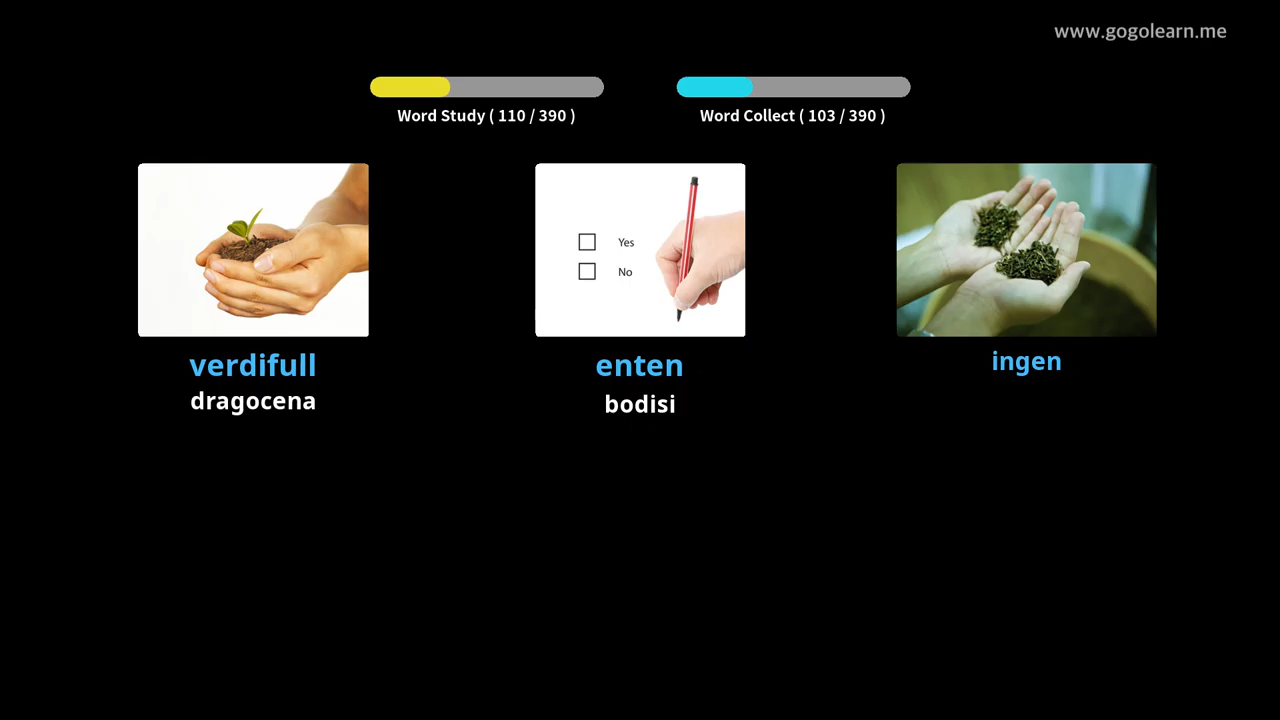 www.gogolearn.me
Word Study ( 110 / 390 )
Word Collect ( 103 / 390 )
Yes
No
verdifull
enten
ingen
dragocena
bodisi